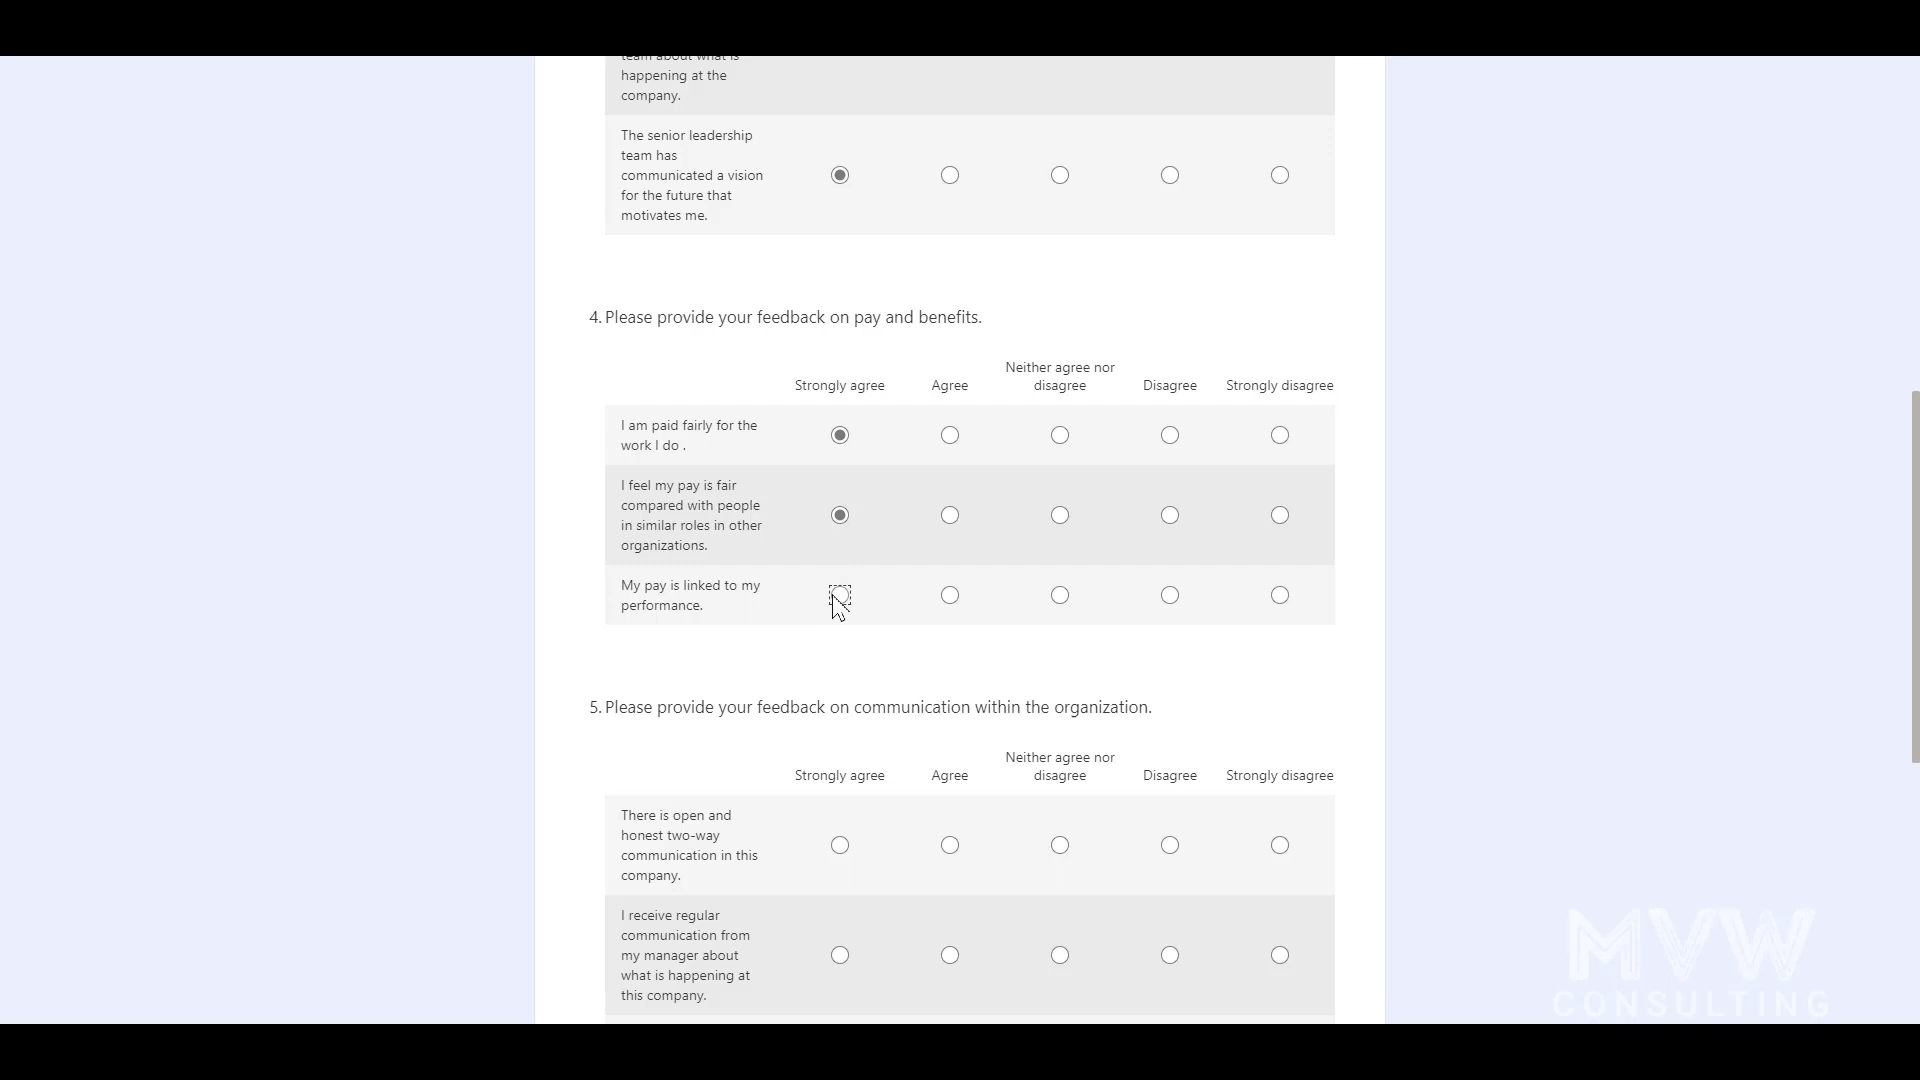 team about what is
happening at the
company.
The senior leadership
team has
communicated a vision
for the future that
motivates me.
4. Please provide your feedback on pay and benefits.
Neither agree nor
Strongly agree Agree disagree Disagree Strongly disagree
I am paid fairly for the
work I do .
I feel my pay is fair
compared with people
in similar roles in other
organizations.
My pay is linked to my
performance.
5. Please provide your feedback on communication within the organization.
Neither agree nor
Strongly agree Agree disagree Disagree Strongly disagree
There is open and
honest two-way
communication in this
company.
I receive regular
communication from
my manager about
what is happening at
this company.
MVW
CONSULTING